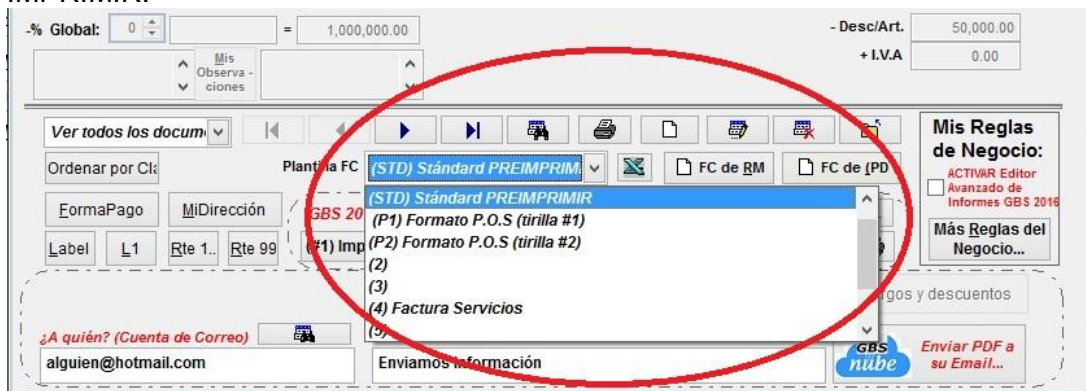 -% Global: 0 = 1,000,000.00 - Desc/Art. 50,000.00
+ I.V.A 0.00
Mis Observa - ciones
Ver todos los docum
Mis Reglas de Negocio:
Ordenar por Cla
Plantilla FC (STD) Stándard PREIMPRIM
FC de RM
FC de (PD
ACTIVAR Editor
Avanzado de
Informes GBS 2016
(STD) Stándard PREIMPRIMIR
(P1) Formato P.O.S (tirilla #1)
(P2) Formato P.O.S (tirilla #2)
(2)
(3)
(4) Factura Servicios
(5)
FormaPago MiDirección GBS 20
Label L1 Rte 1.. Rte 99 (#1) Imp
Más Reglas del
Negocio...
rgos y descuentos
¿A quién? (Cuenta de Correo)
alguien@hotmail.com Enviamos Información
GBS
nube
Enviar PDF a
su Email...